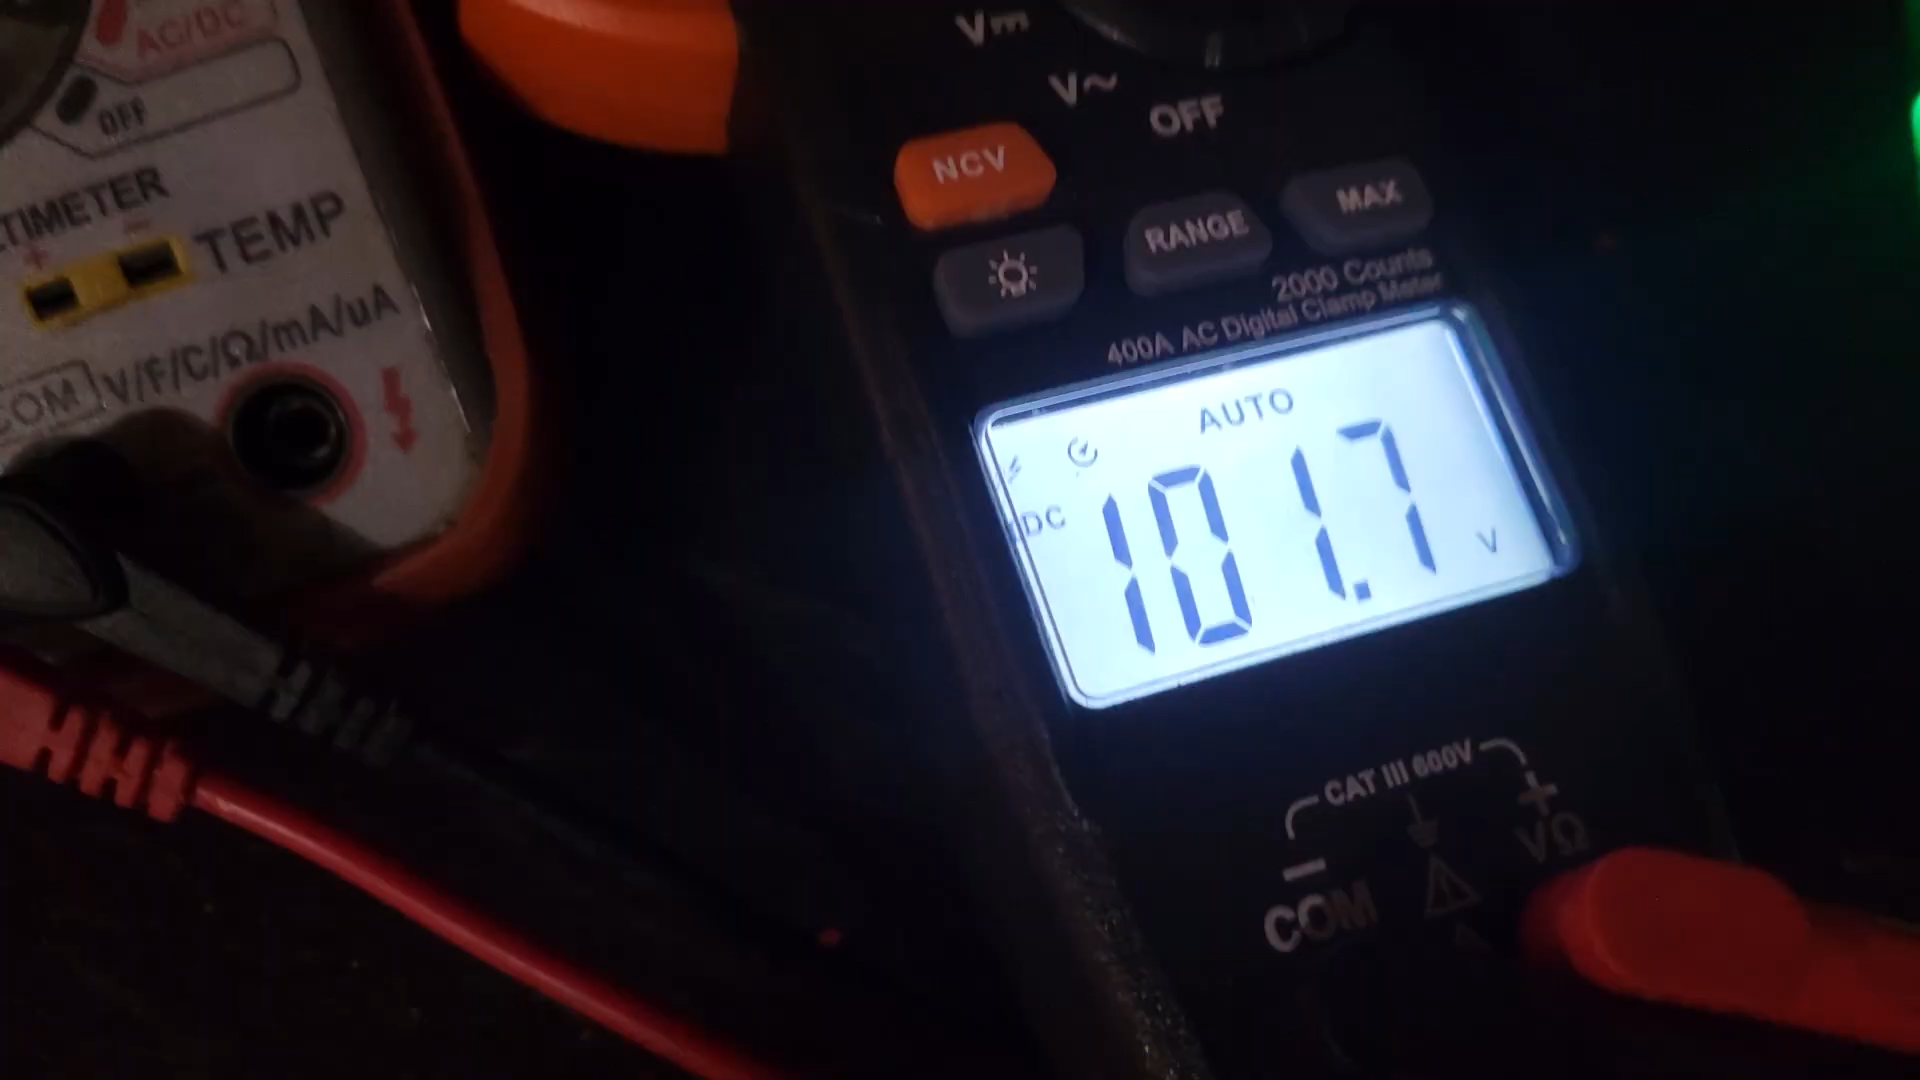 AC/DC
OFF
TIMETER
+ −
TEMP
COM V/F/C/Ω/mA/uA
V
V~
OFF
NCV
RANGE
MAX
2000 Counts
400A AC Digital Clamp Meter
AUTO
DC
101.7
V
CAT III 600V
− +
COM
VΩ